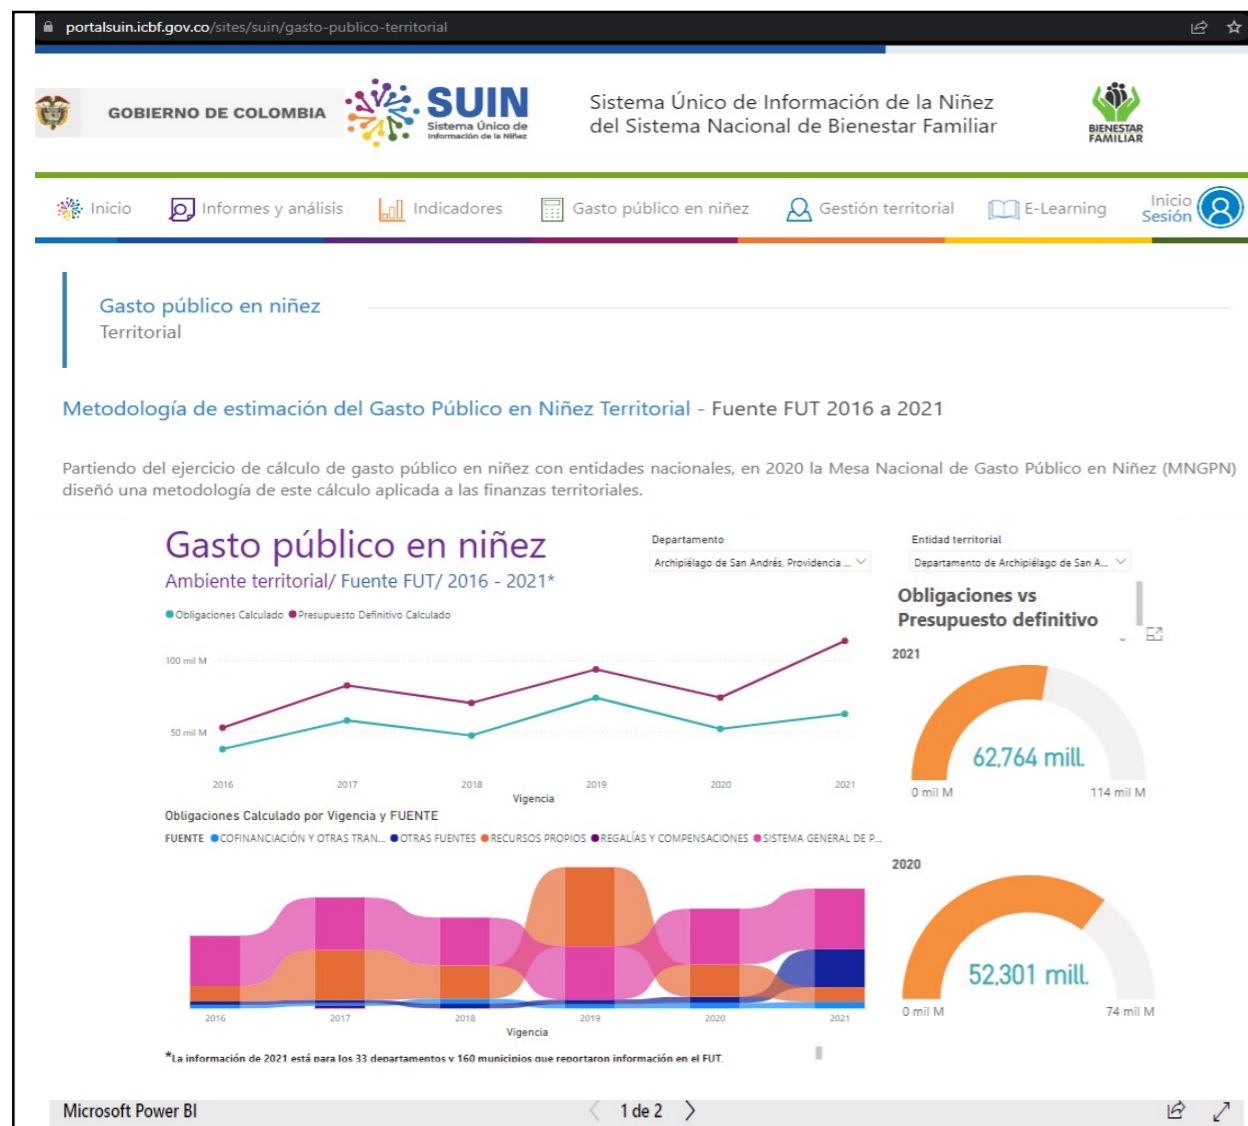 portalsuin.icbf.gov.co/sites/suin/gasto-publico-territorial
GOBIERNO DE COLOMBIA
SUIN
Sistema Único de
Información de la Niñez
Sistema Único de Información de la Niñez
del Sistema Nacional de Bienestar Familiar
BIENESTAR
FAMILIAR
Inicio
Informes y análisis
Indicadores
Gasto público en niñez
Gestión territorial
E-Learning
Inicio
Sesión
Gasto público en niñez
Territorial
Metodología de estimación del Gasto Público en Niñez Territorial - Fuente FUT 2016 a 2021
Partiendo del ejercicio de cálculo de gasto público en niñez con entidades nacionales, en 2020 la Mesa Nacional de Gasto Público en Niñez (MNGPN)
diseñó una metodología de este cálculo aplicada a las finanzas territoriales.
Gasto público en niñez
Ambiente territorial/ Fuente FUT/ 2016 - 2021*
Departamento
Archipiélago de San Andrés, Providencia ...
Entidad territorial
Departamento de Archipiélago de San A...
Obligaciones Calculado Presupuesto Definitivo Calculado
100 mil M
50 mil M
2016 2017 2018 2019 2020 2021
Vigencia
Obligaciones vs
Presupuesto definitivo
2021
62,764 mill.
0 mil M 114 mil M
Obligaciones Calculado por Vigencia y FUENTE
FUENTE COFINANCIACIÓN Y OTRAS TRAN... OTRAS FUENTES RECURSOS PROPIOS REGALÍAS Y COMPENSACIONES SISTEMA GENERAL DE P...
2016 2017 2018 2019 2020 2021
Vigencia
2020
52,301 mill.
0 mil M 74 mil M
*La información de 2021 está para los 33 departamentos y 160 municipios que reportaron información en el FUT.
Microsoft Power BI
1 de 2